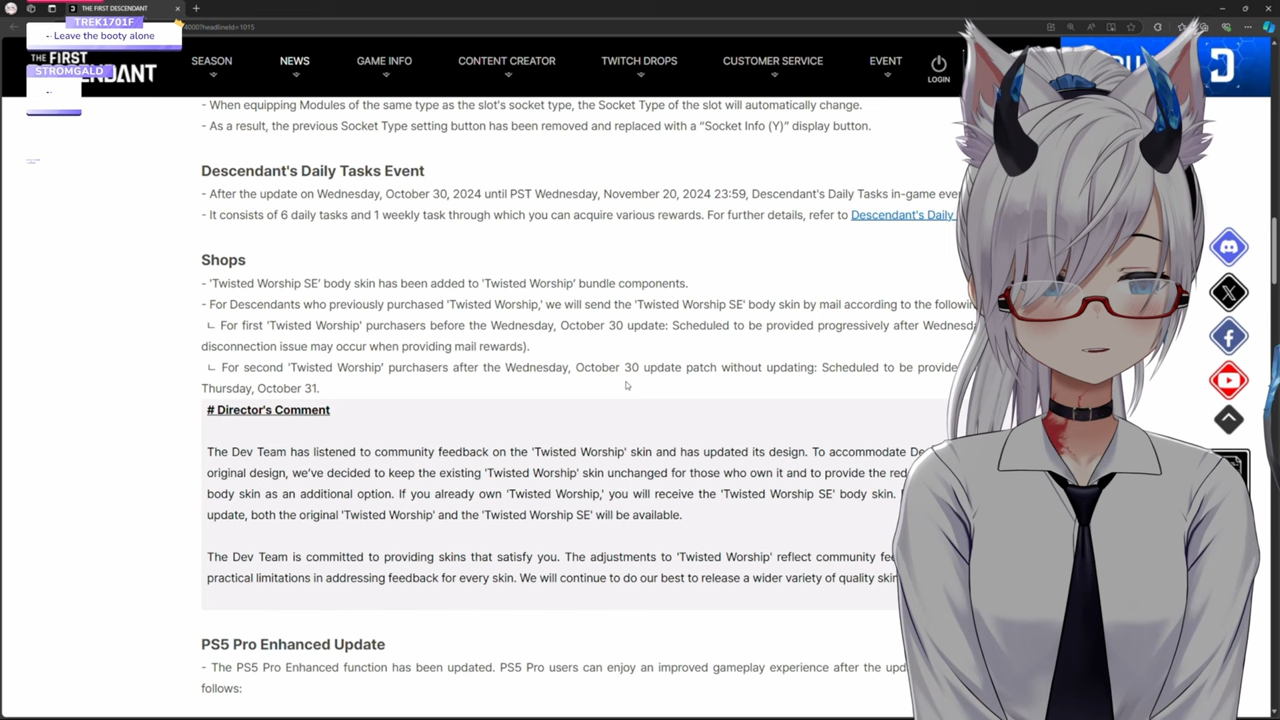 THE FIRST DESCENDANT
TREK1701F
Leave the booty alone
4000?headlineId=1015
STROMGALD
THE FIRST
SEASON
NEWS
GAME INFO
CONTENT CREATOR
TWITCH DROPS
CUSTOMER SERVICE
EVENT
LOGIN
- When equipping Modules of the same type as the slot's socket type, the Socket Type of the slot will automatically change.
- As a result, the previous Socket Type setting button has been removed and replaced with a “Socket Info (Y)” display button.
Descendant's Daily Tasks Event
- After the update on Wednesday, October 30, 2024 until PST Wednesday, November 20, 2024 23:59, Descendant's Daily Tasks in-game
- It consists of 6 daily tasks and 1 weekly task through which you can acquire various rewards. For further details, refer to Descendant's Daily
Shops
- 'Twisted Worship SE' body skin has been added to 'Twisted Worship' bundle components.
- For Descendants who previously purchased 'Twisted Worship,' we will send the 'Twisted Worship SE' body skin by mail according to the
ㄴ For first 'Twisted Worship' purchasers before the Wednesday, October 30 update: Scheduled to be provided progressively after
disconnection issue may occur when providing mail rewards).
ㄴ For second 'Twisted Worship' purchasers after the Wednesday, October 30 update patch without updating: Scheduled to be
Thursday, October 31.
# Director's Comment
The Dev Team has listened to community feedback on the 'Twisted Worship' skin and has updated its design. To accommodate
original design, we've decided to keep the existing 'Twisted Worship' skin unchanged for those who own it and to provide the
body skin as an additional option. If you already own 'Twisted Worship,' you will receive the 'Twisted Worship SE' body skin.
update, both the original 'Twisted Worship' and the 'Twisted Worship SE' will be available.
The Dev Team is committed to providing skins that satisfy you. The adjustments to 'Twisted Worship' reflect community
practical limitations in addressing feedback for every skin. We will continue to do our best to release a wider variety of quality
PS5 Pro Enhanced Update
- The PS5 Pro Enhanced function has been updated. PS5 Pro users can enjoy an improved gameplay experience after the
follows: